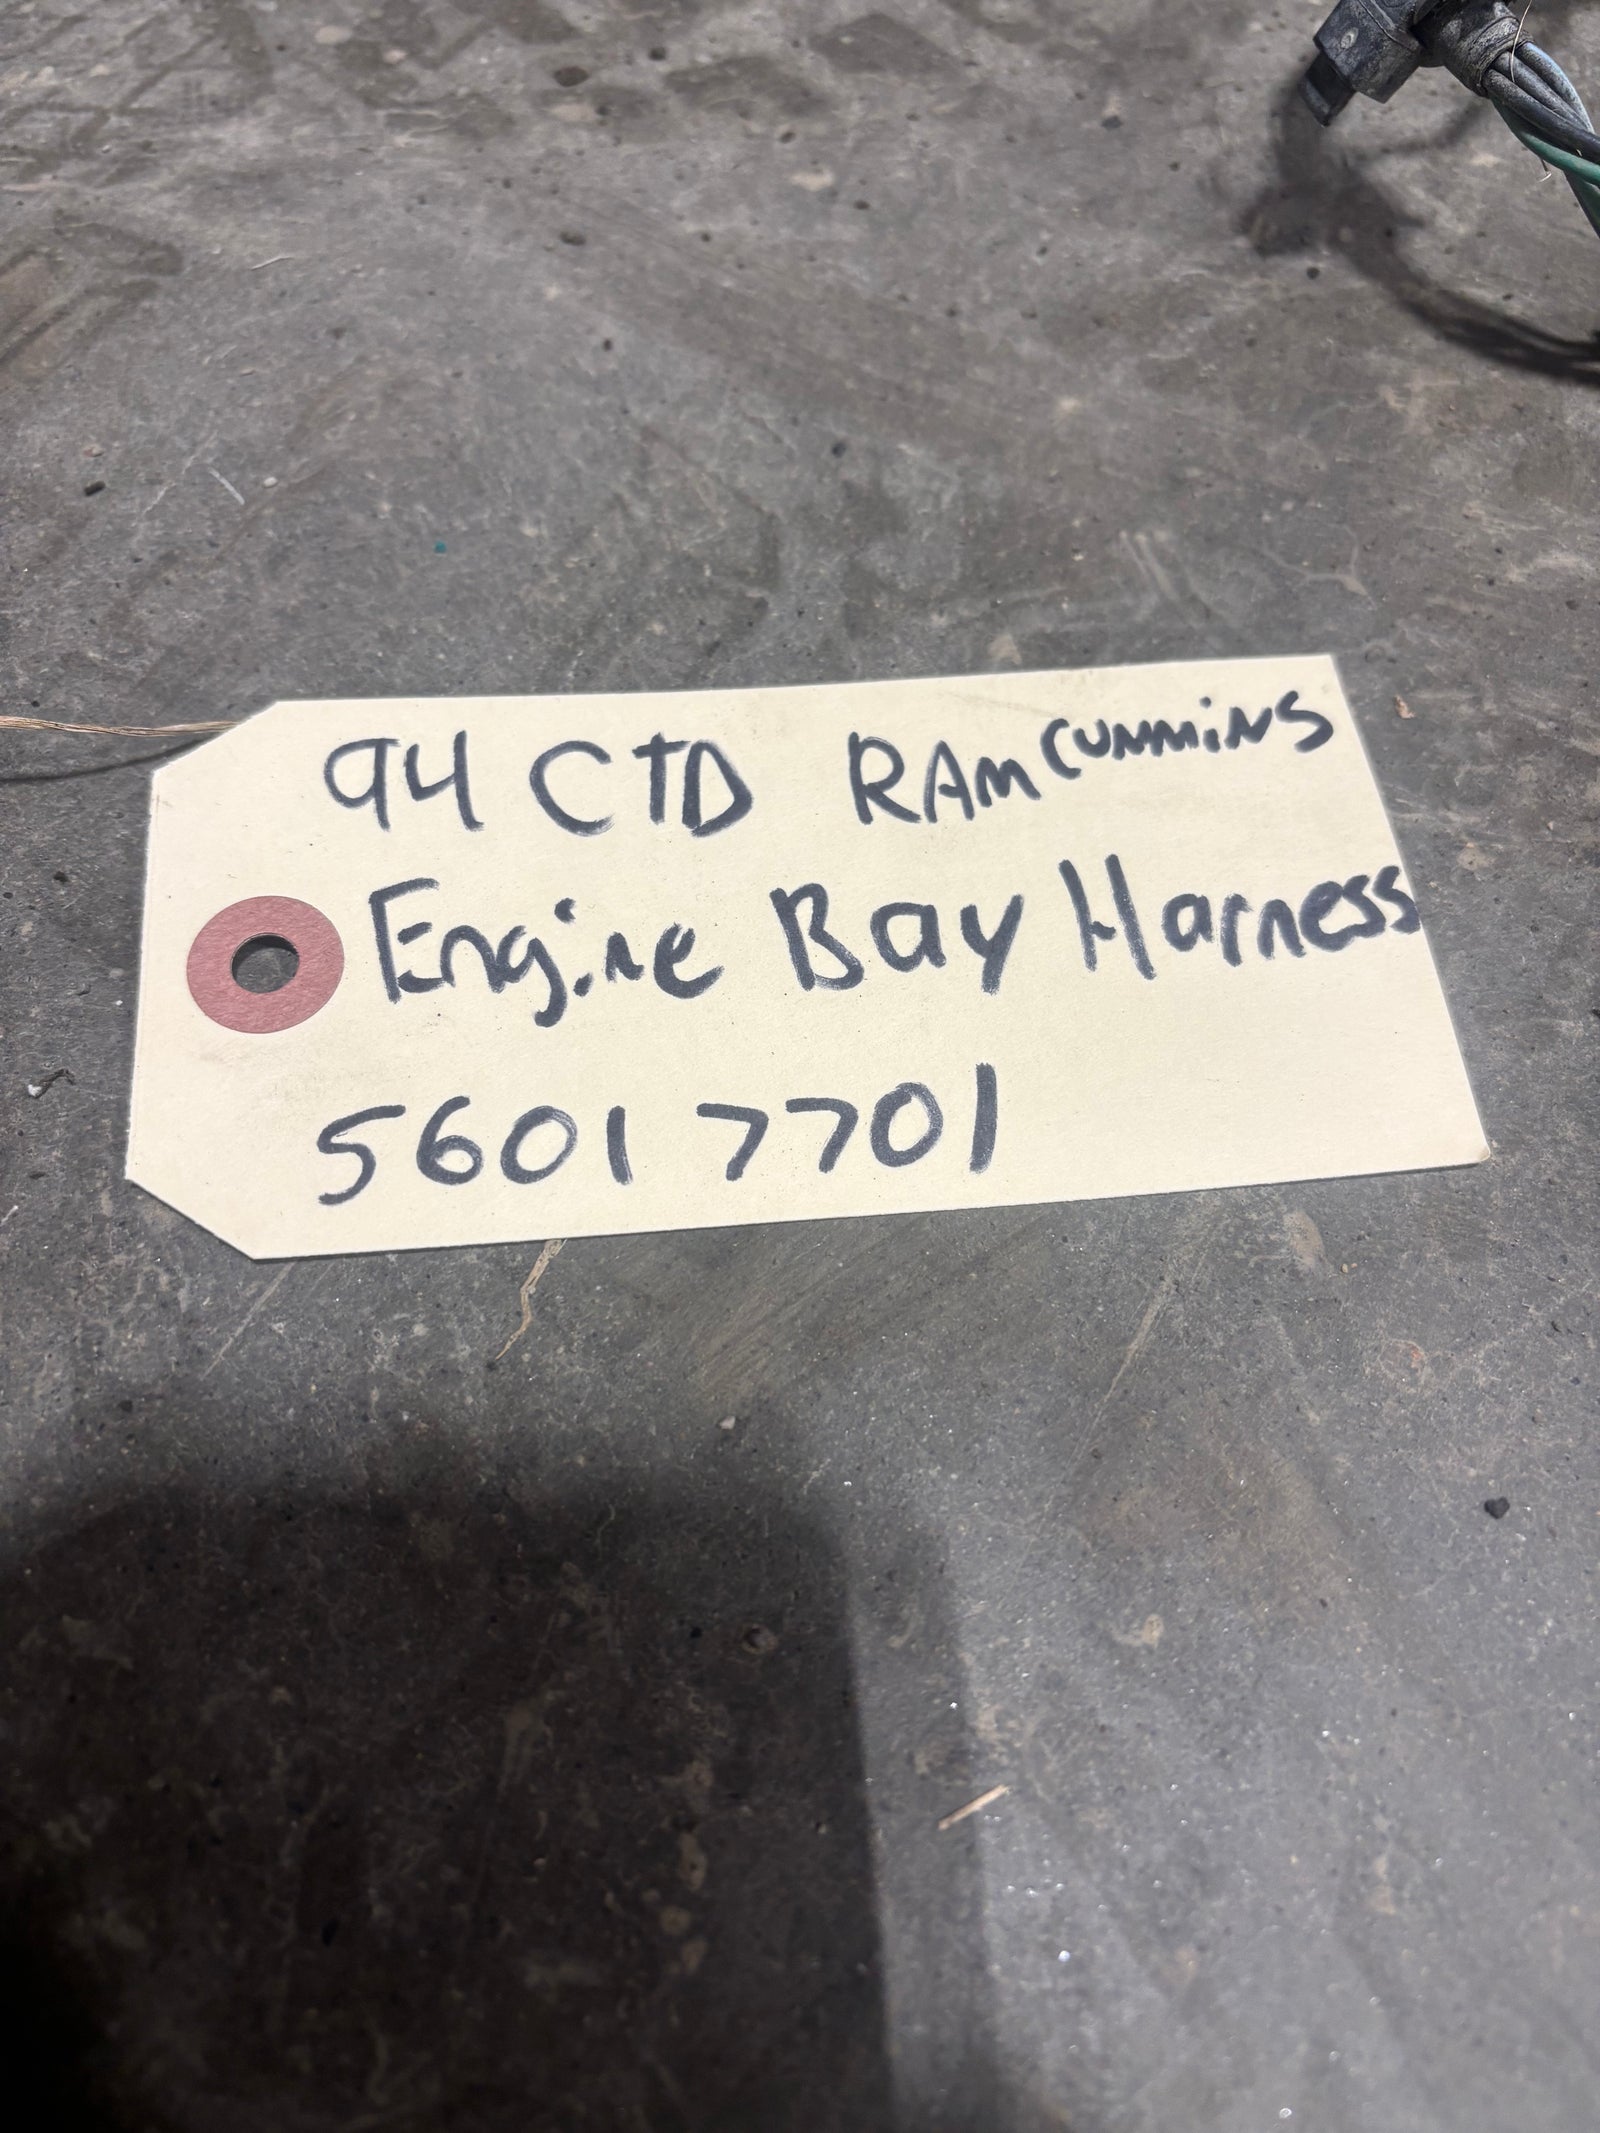 94 CTD RAM CUMMINS
Engine Bay Harness
56017701